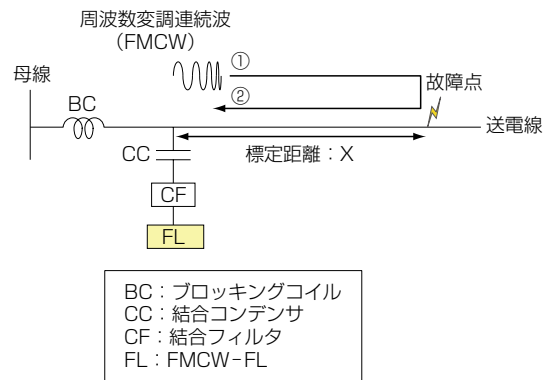 周波数変調連続波
(FMCW)
①
②
母線
BC
故障点
送電線
CC
標定距離：X
CF
FL
BC：ブロッキングコイル
CC：結合コンデンサ
CF：結合フィルタ
FL：FMCW-FL